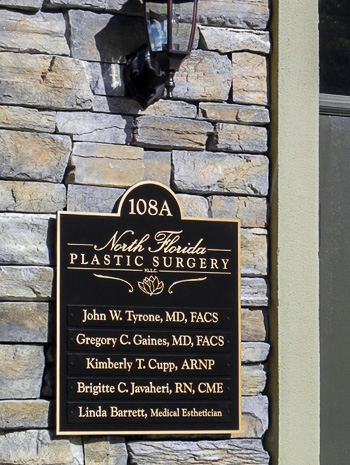 108A
North Florida
PLASTIC SURGERY
P.L.L.C.
John W. Tyrone, MD, FACS
Gregory C. Gaines, MD, FACS
Kimberly T. Cupp, ARNP
Brigitte C. Javaheri, RN, CME
Linda Barrett, Medical Esthetician